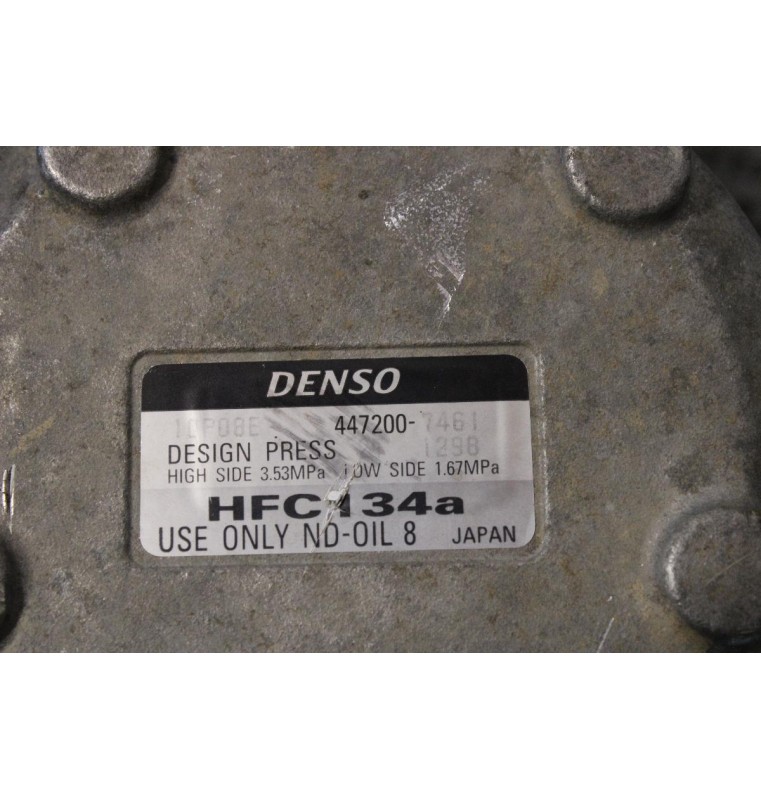 DENSO
10P08E 447200-7461
DESIGN PRESS 1298
HIGH SIDE 3.53MPa LOW SIDE 1.67MPa
HFC134a
USE ONLY ND-OIL 8 JAPAN